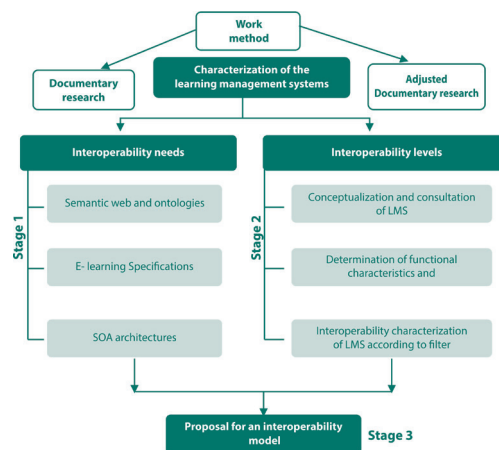 Work
method
Documentary
research
Characterization of the
learning management systems
Adjusted
Documentary research
Interoperability needs
Interoperability levels
Stage 1
Semantic web and ontologies
E- learning Specifications
SOA architectures
Stage 2
Conceptualization and consultation
of LMS
Determination of functional
characteristics and
Interoperability characterization
of LMS according to filter
Proposal for an interoperability
model
Stage 3